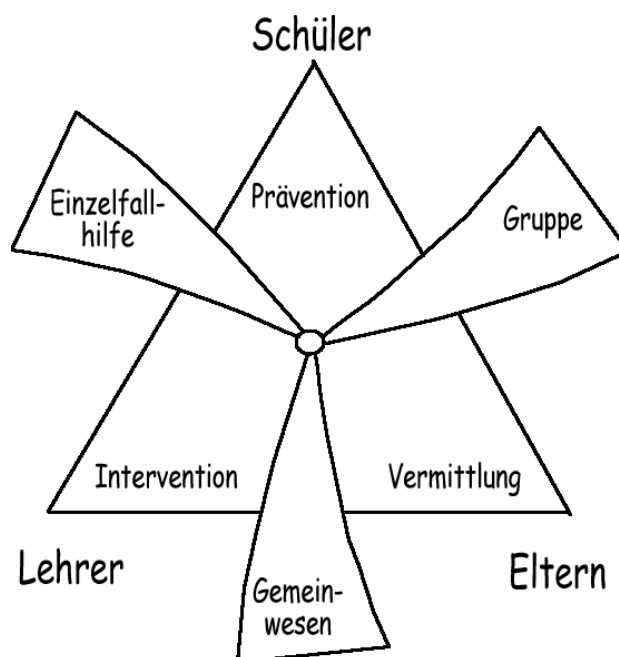 Schüler
Einzelfall-
hilfe
Prävention
Gruppe
Intervention
Vermittlung
Lehrer
Eltern
Gemein-
wesen